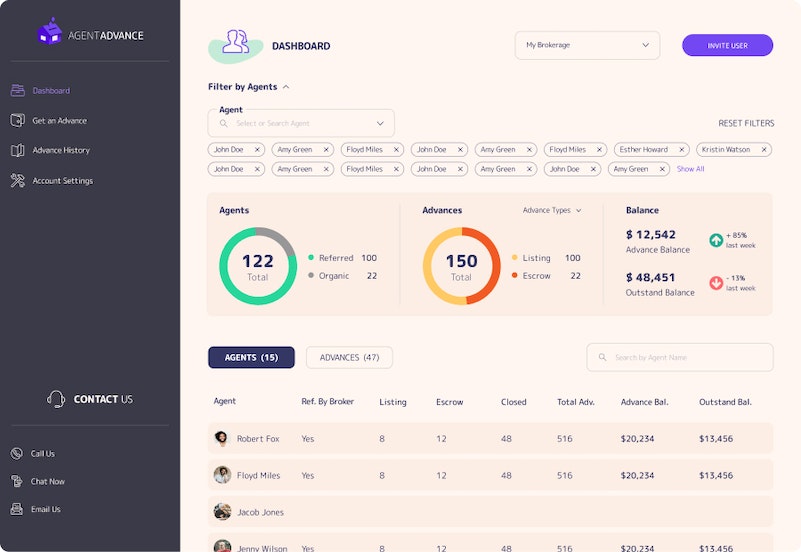 AGENTADVANCE
Dashboard
Get an Advance
Advance History
Account Settings
CONTACT US
Call Us
Chat Now
Email Us
DASHBOARD
My Brokerage
INVITE USER
Filter by Agents
Agent
Select or Search Agent
RESET FILTERS
John Doe × Amy Green × Floyd Miles × John Doe × Amy Green × Floyd Miles × Esther Howard × Kristin Watson ×
John Doe × Amy Green × Floyd Miles × John Doe × Amy Green × John Doe × Amy Green × Show All
Agents
122
Total
Referred 100
Organic 22
Advances
Advance Types
150
Total
Listing 100
Escrow 22
Balance
$ 12,542
Advance Balance
+ 85%
last week
$ 48,451
Outstand Balance
- 13%
last week
AGENTS (15)
ADVANCES (47)
Search by Agent Name
Agent Ref. By Broker Listing Escrow Closed Total Adv. Advance Bal. Outstand Bal.
Robert Fox Yes 8 12 48 516 $20,234 $13,456
Floyd Miles Yes 8 12 48 516 $20,234 $13,456
Jacob Jones
Jenny Wilson Yes 8 12 48 516 $20,234 $13,456